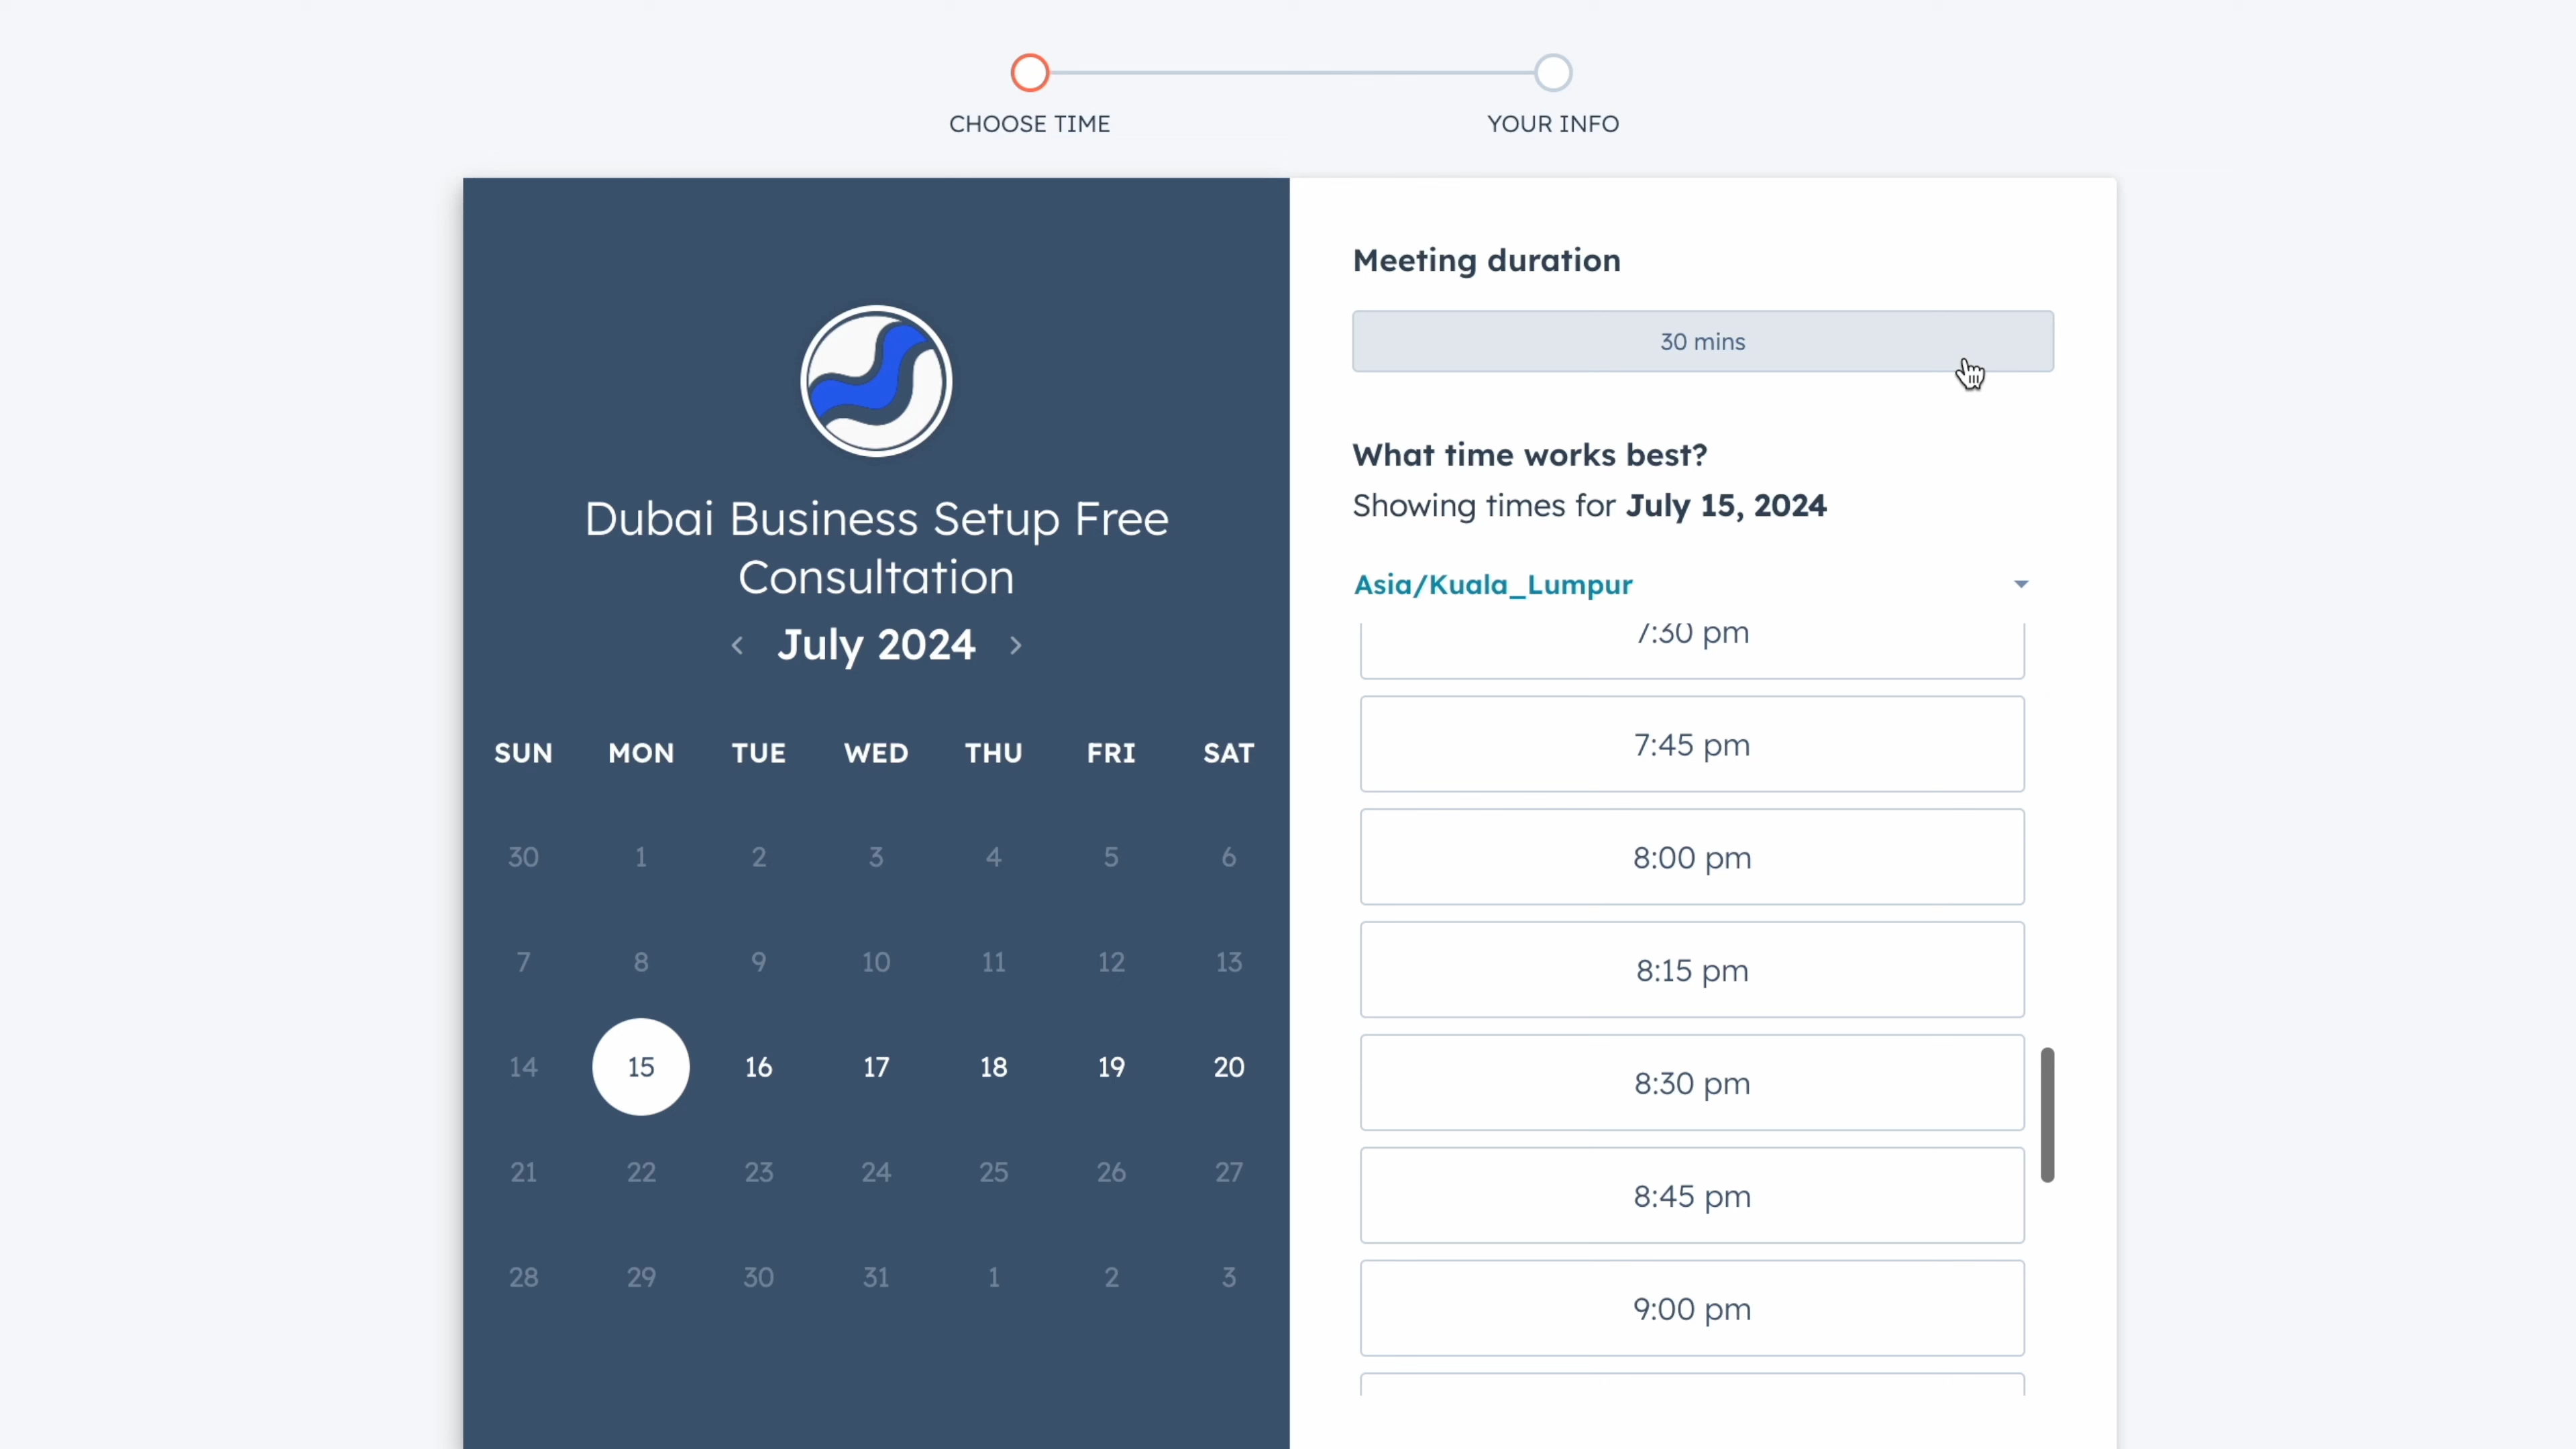 CHOOSE TIME
YOUR INFO
Dubai Business Setup Free
Consultation
July 2024
SUN MON TUE WED THU FRI SAT
30 1 2 3 4 5 6
7 8 9 10 11 12 13
14 15 16 17 18 19 20
21 22 23 24 25 26 27
28 29 30 31 1 2 3
Meeting duration
30 mins
What time works best?
Showing times for July 15, 2024
Asia/Kuala_Lumpur
7:30 pm
7:45 pm
8:00 pm
8:15 pm
8:30 pm
8:45 pm
9:00 pm